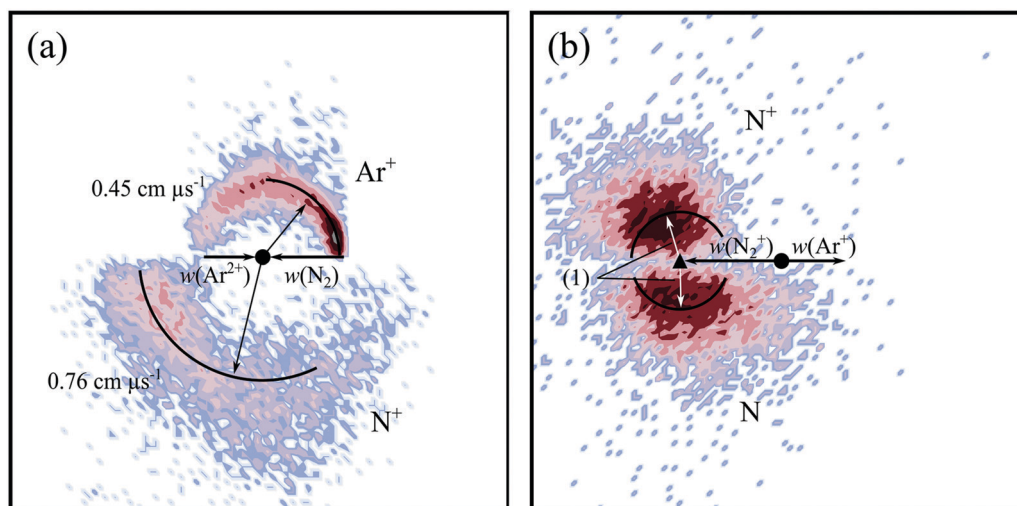 (a)
Ar⁺
0.45 cm μs⁻¹
w(Ar²⁺)
w(N₂)
0.76 cm μs⁻¹
N⁺
(b)
N⁺
w(N₂⁺)
w(Ar⁺)
(1)
N